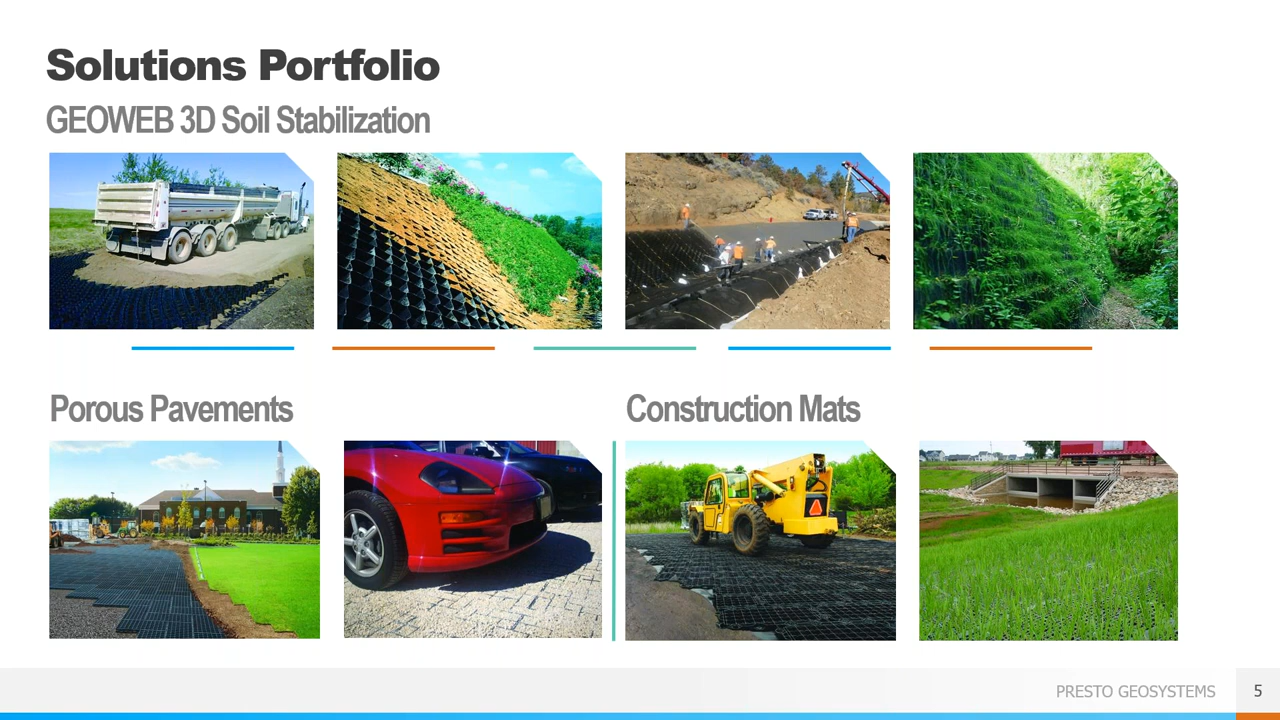 Solutions Portfolio
GEOWEB 3D Soil Stabilization
Porous Pavements
Construction Mats
PRESTO GEOSYSTEMS
5